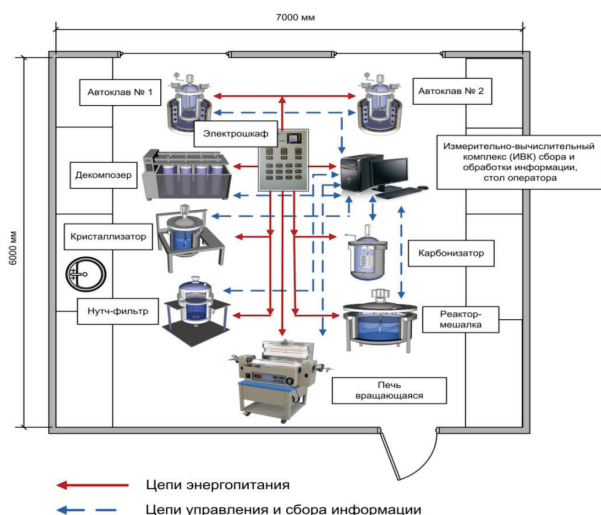 7000 мм
6000 мм
Автоклав № 1
Автоклав № 2
Электрошкаф
Измерительно-вычислительный
комплекс (ИВК) сбора и
обработки информации,
стол оператора
Декомпозер
Кристаллизатор
Карбонизатор
Нутч-фильтр
Реактор-
мешалка
Печь
вращающаяся
Цепи энергопитания
Цепи управления и сбора информации